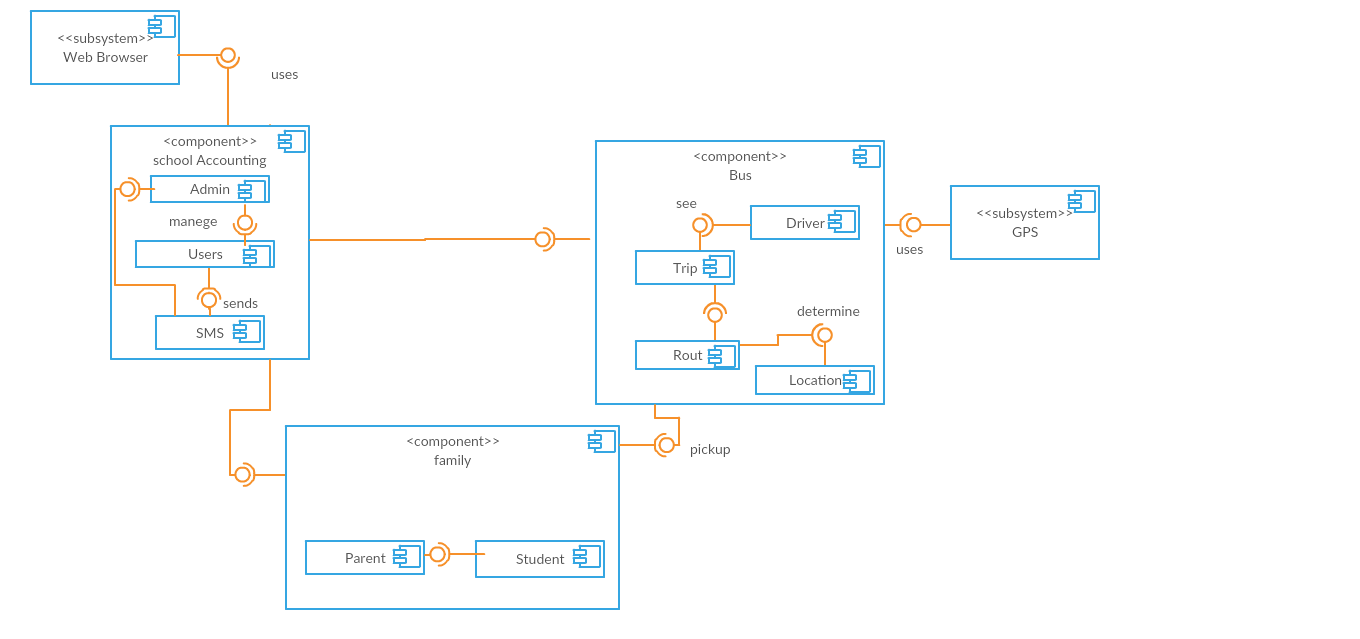 <<subsystem>>
Web Browser
uses
<component>>
school Accounting
Admin
manege
Users
sends
SMS
<component>>
Bus
see
Driver
Trip
determine
Rout
Location
uses
<<subsystem>>
GPS
<component>>
family
pickup
Parent
Student